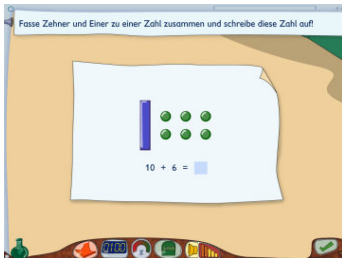 Fasse Zehner und Einer zu einer Zahl zusammen und schreibe diese Zahl auf!
10 + 6 =